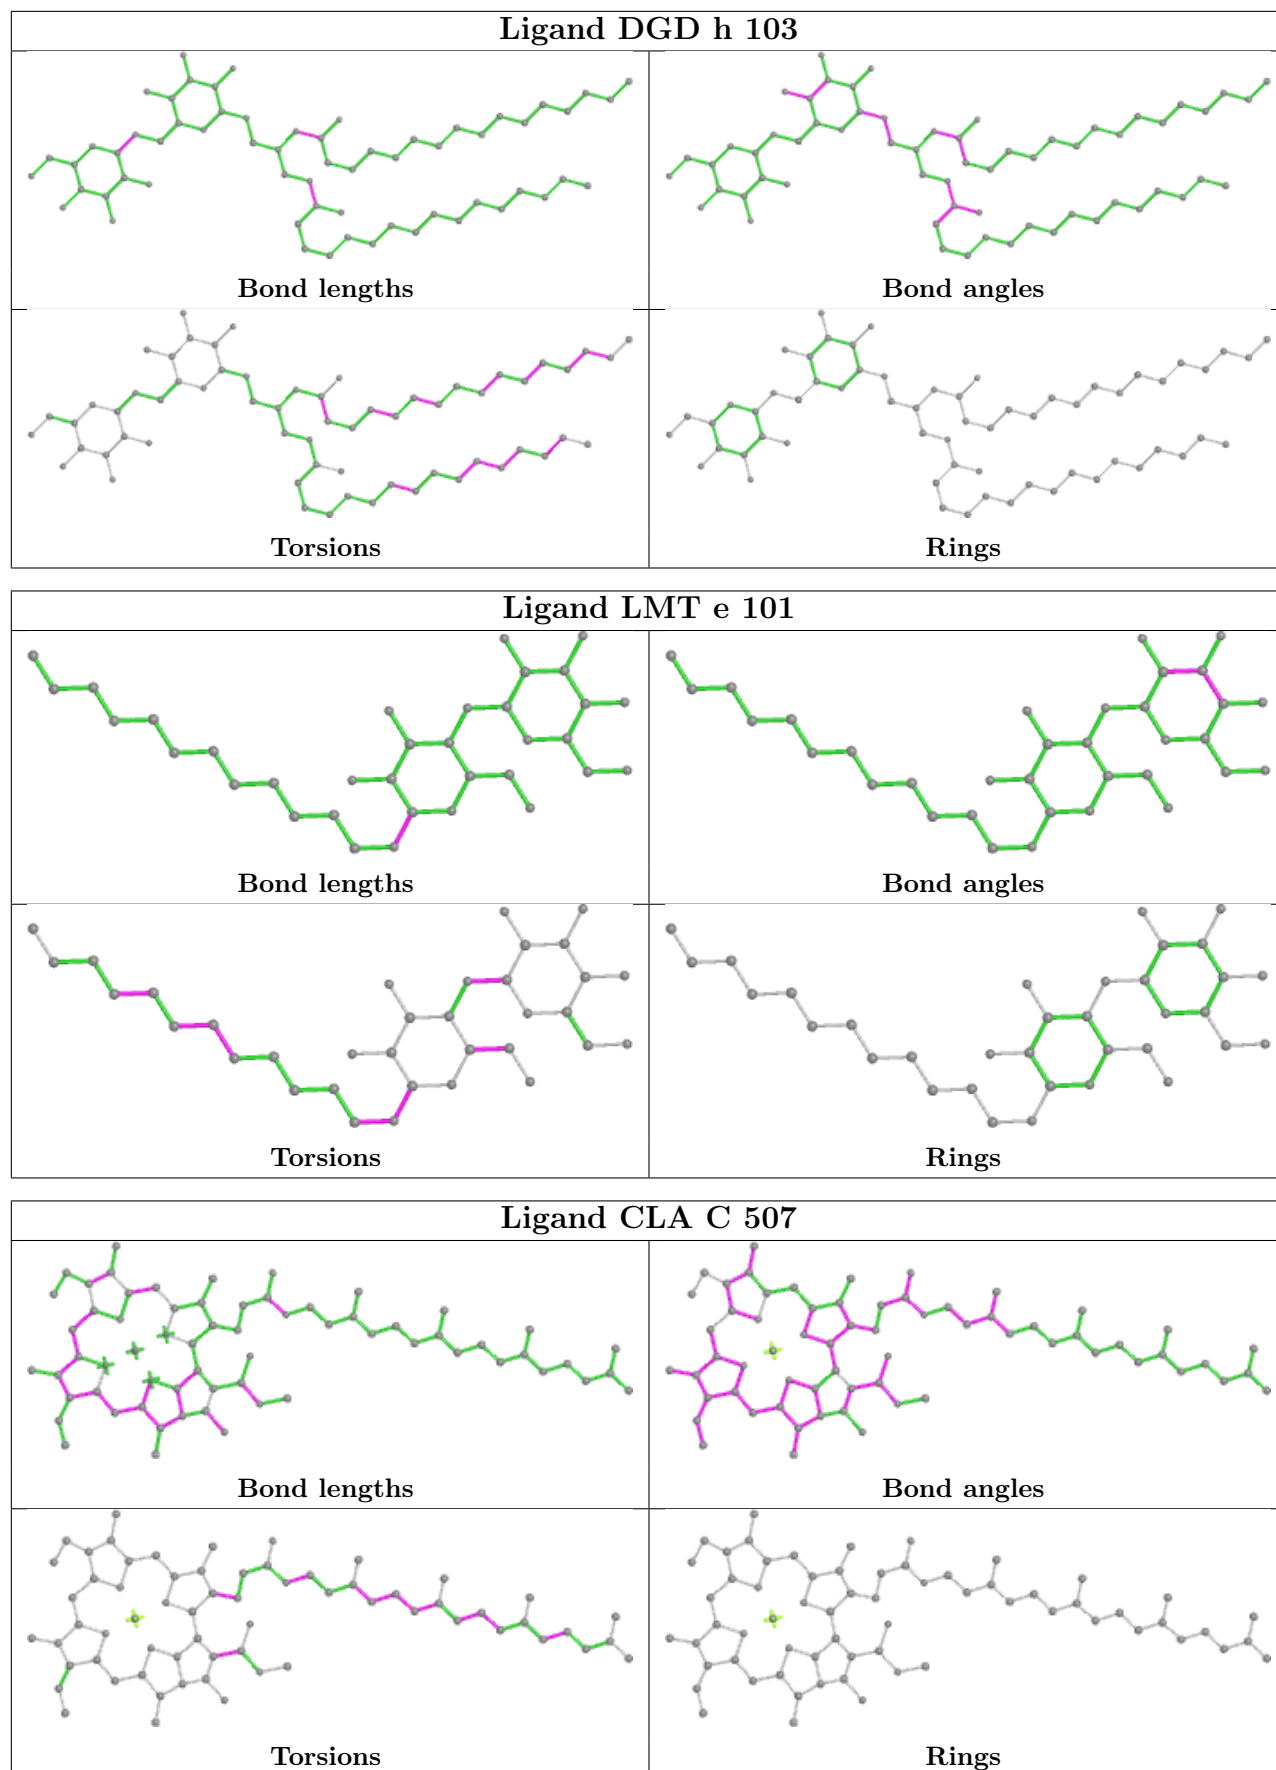 Ligand DGD h 103
Bond lengths
Bond angles
Torsions
Rings
Ligand LMT e 101
Bond lengths
Bond angles
Torsions
Rings
Ligand CLA C 507
Bond lengths
Bond angles
Torsions
Rings